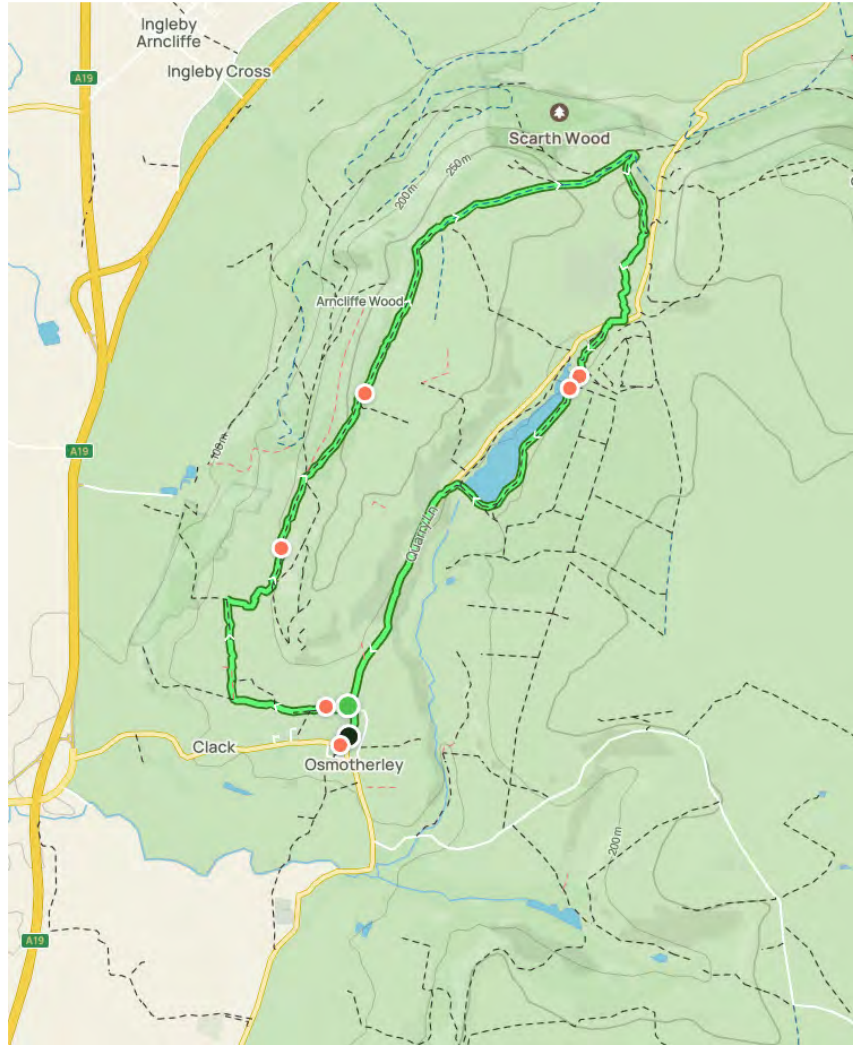 Ingleby
Arncliffe
A19
Ingleby Cross
Scarth Wood
250 m
200 m
Arncliffe Wood
100 m
A19
Quarry Ln
Clack
Osmotherley
200 m
A19